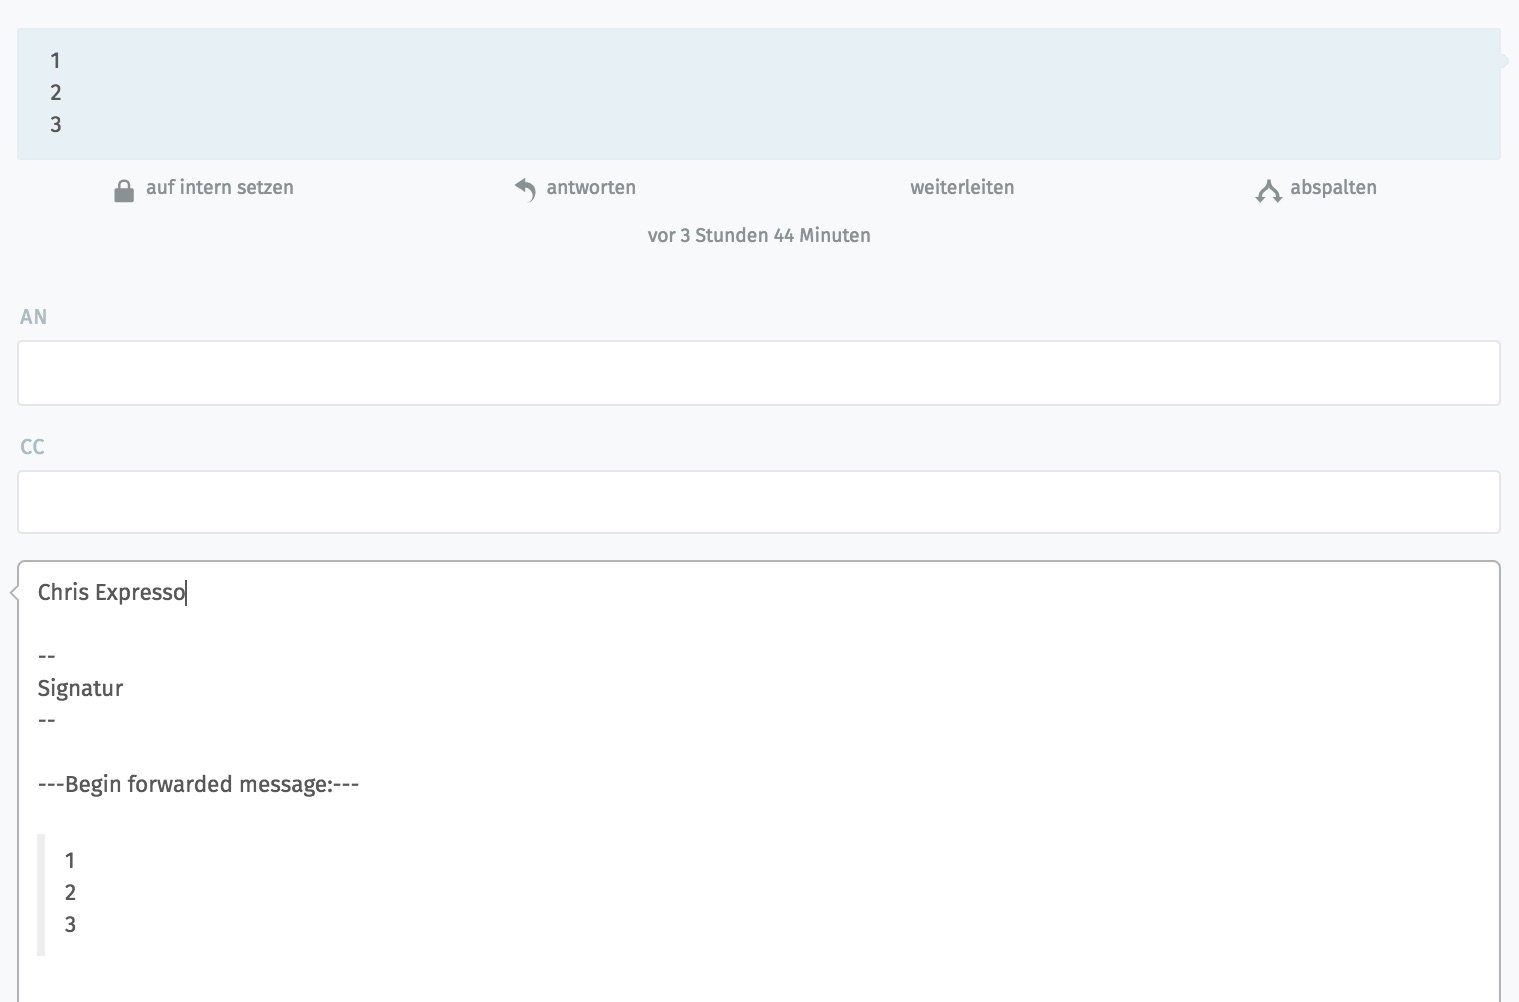 1
2
3
auf intern setzen antworten weiterleiten abspalten
vor 3 Stunden 44 Minuten
AN
CC
Chris Expresso
--
Signatur
--
---Begin forwarded message:---
1
2
3